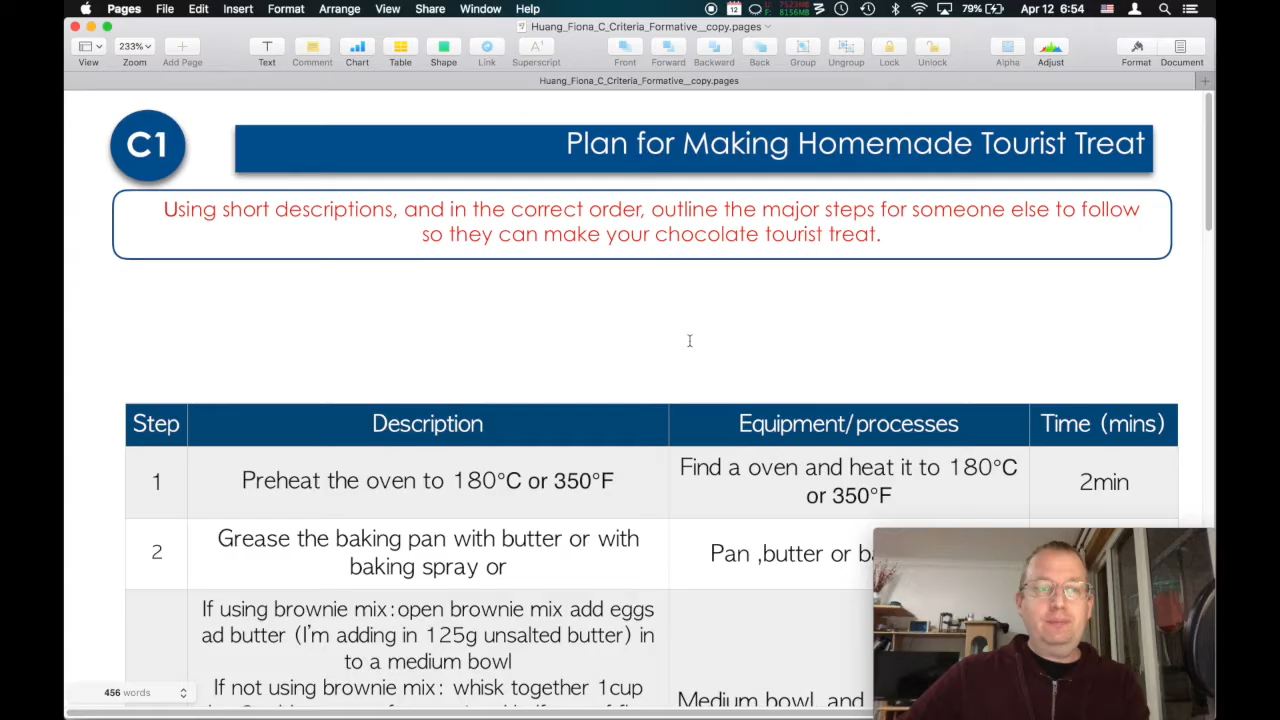 Pages File Edit Insert Format Arrange View Share Window Help
12 U: 7523MB F: 8156MB 79% Apr 12 6:54
Huang_Fiona_C_Criteria_Formative__copy.pages
233%
View Zoom Add Page Text Comment Chart Table Shape Link Superscript Front Forward Backward Back Group Ungroup Lock Unlock Alpha Adjust Format Document
Huang_Fiona_C_Criteria_Formative__copy.pages
C1
Plan for Making Homemade Tourist Treat
Using short descriptions, and in the correct order, outline the major steps for someone else to follow
so they can make your chocolate tourist treat.
Step Description Equipment/processes Time (mins)
1 Preheat the oven to 180°C or 350°F
Find a oven and heat it to 180°C
or 350°F
2min
2
Grease the baking pan with butter or with
baking spray or
Pan ,butter or
If using brownie mix:open brownie mix add eggs
ad butter (I'm adding in 125g unsalted butter) in
to a medium bowl
If not using brownie mix: whisk together 1cup
Medium bowl, and
456 words